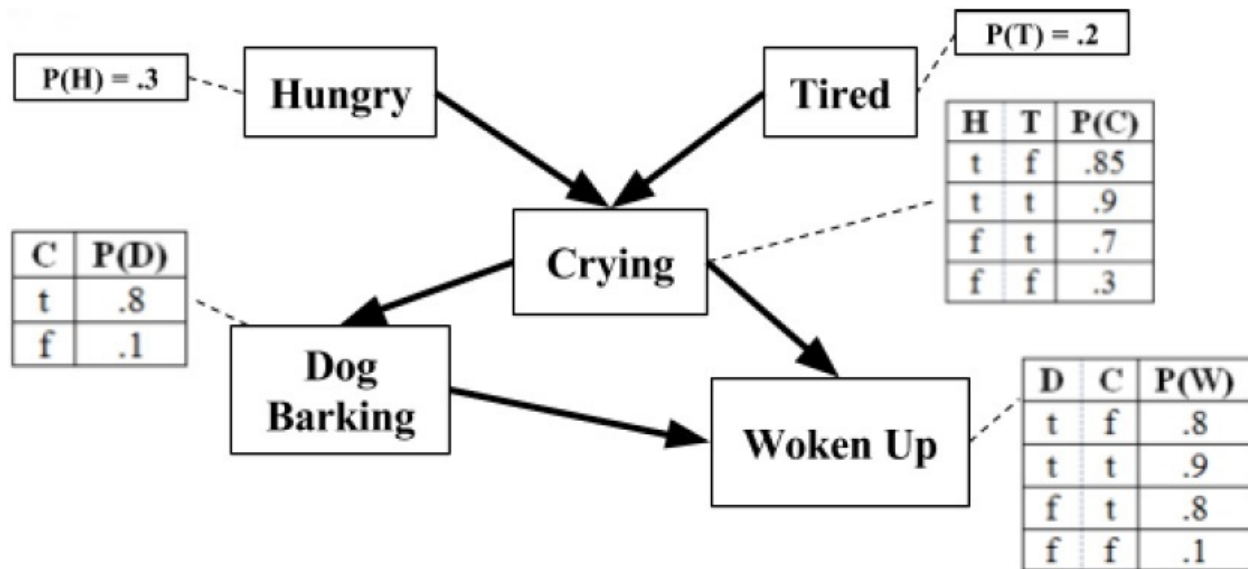 P(H) = .3
Hungry
Tired
P(T) = .2
H T P(C)
t f .85
t t .9
f t .7
f f .3
Crying
C P(D)
t .8
f .1
Dog
Barking
Woken Up
D C P(W)
t f .8
t t .9
f t .8
f f .1